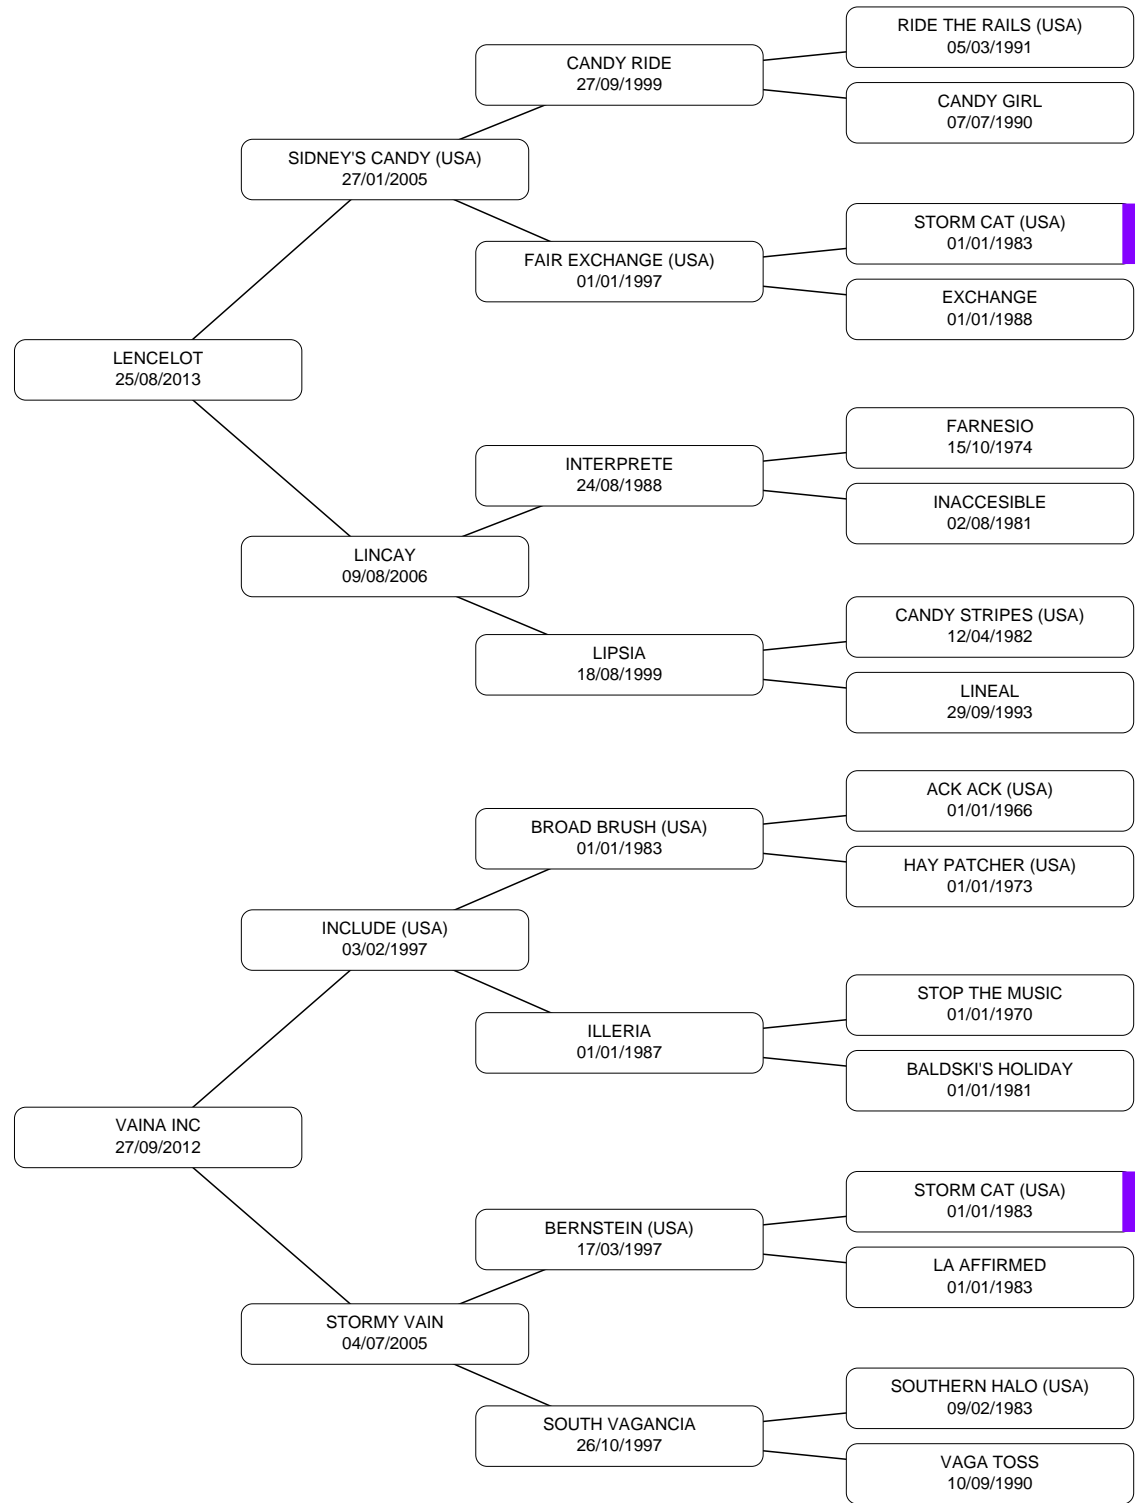 RIDE THE RAILS (USA)
05/03/1991
CANDY RIDE
27/09/1999
CANDY GIRL
07/07/1990
SIDNEY'S CANDY (USA)
27/01/2005
STORM CAT (USA)
01/01/1983
FAIR EXCHANGE (USA)
01/01/1997
EXCHANGE
01/01/1988
LENCELOT
25/08/2013
FARNESIO
15/10/1974
INTERPRETE
24/08/1988
INACCESIBLE
02/08/1981
LINCAY
09/08/2006
CANDY STRIPES (USA)
12/04/1982
LIPSIA
18/08/1999
LINEAL
29/09/1993
ACK ACK (USA)
01/01/1966
BROAD BRUSH (USA)
01/01/1983
HAY PATCHER (USA)
01/01/1973
INCLUDE (USA)
03/02/1997
STOP THE MUSIC
01/01/1970
ILLERIA
01/01/1987
BALDSKI'S HOLIDAY
01/01/1981
VAINA INC
27/09/2012
STORM CAT (USA)
01/01/1983
BERNSTEIN (USA)
17/03/1997
LA AFFIRMED
01/01/1983
STORMY VAIN
04/07/2005
SOUTHERN HALO (USA)
09/02/1983
SOUTH VAGANCIA
26/10/1997
VAGA TOSS
10/09/1990